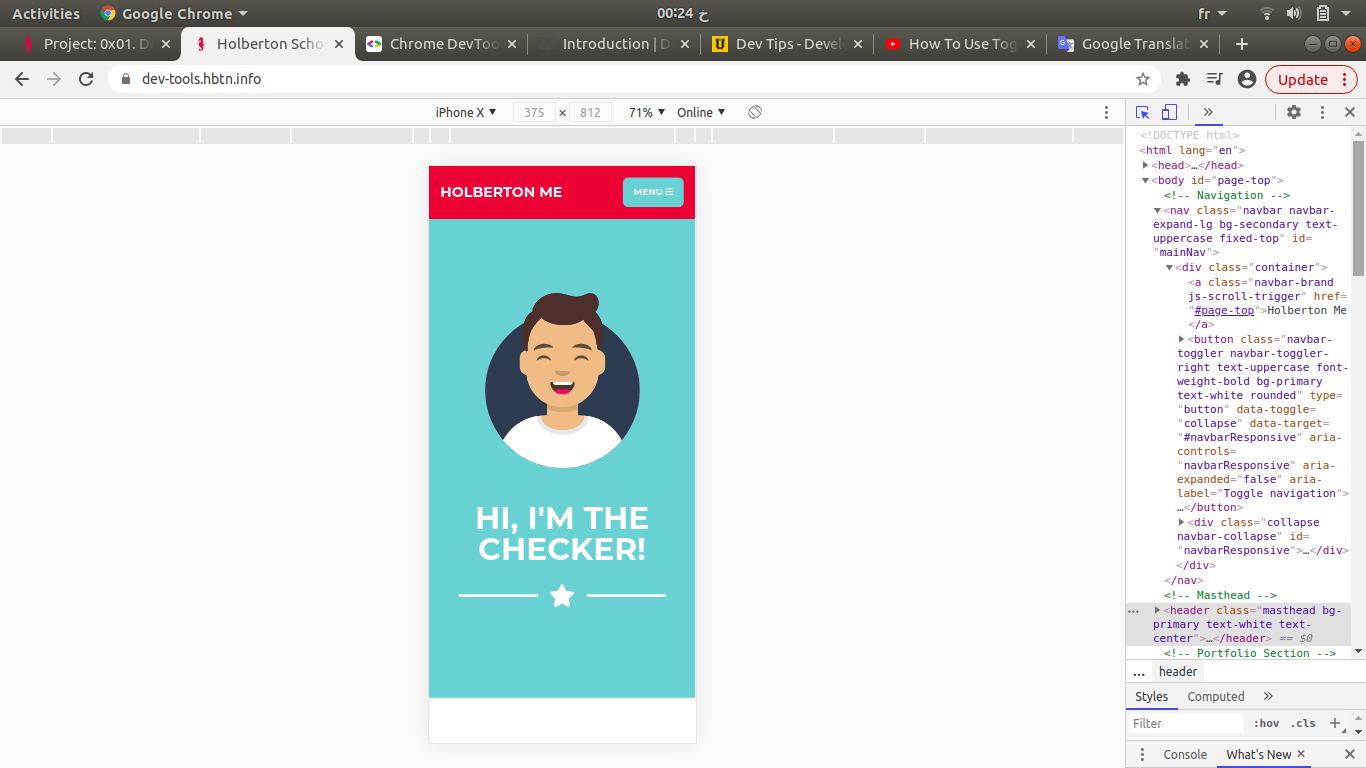 Activities Google Chrome 00:24 خ fr
Project: 0x01. D Holberton Scho Chrome DevToo Introduction | D Dev Tips - Devel How To Use Tog Google Translat
dev-tools.hbtn.info Update
iPhone X 375 x 812 71% Online
HOLBERTON ME MENU
HI, I'M THE
CHECKER!
<!DOCTYPE html>
<html lang="en">
<head>…</head>
<body id="page-top">
<!-- Navigation -->
<nav class="navbar navbar-
expand-lg bg-secondary text-
uppercase fixed-top" id=
"mainNav">
<div class="container">
<a class="navbar-brand
js-scroll-trigger" href=
"#page-top">Holberton Me
</a>
<button class="navbar-
toggler navbar-toggler-
right text-uppercase font-
weight-bold bg-primary
text-white rounded" type=
"button" data-toggle=
"collapse" data-target=
"#navbarResponsive" aria-
controls=
"navbarResponsive" aria-
expanded="false" aria-
label="Toggle navigation">
…</button>
<div class="collapse
navbar-collapse" id=
"navbarResponsive">…</div>
</div>
</nav>
<!-- Masthead -->
<header class="masthead bg-
primary text-white text-
center">…</header> == $0
<!-- Portfolio Section -->
... header
Styles Computed
Filter :hov .cls +
Console What's New